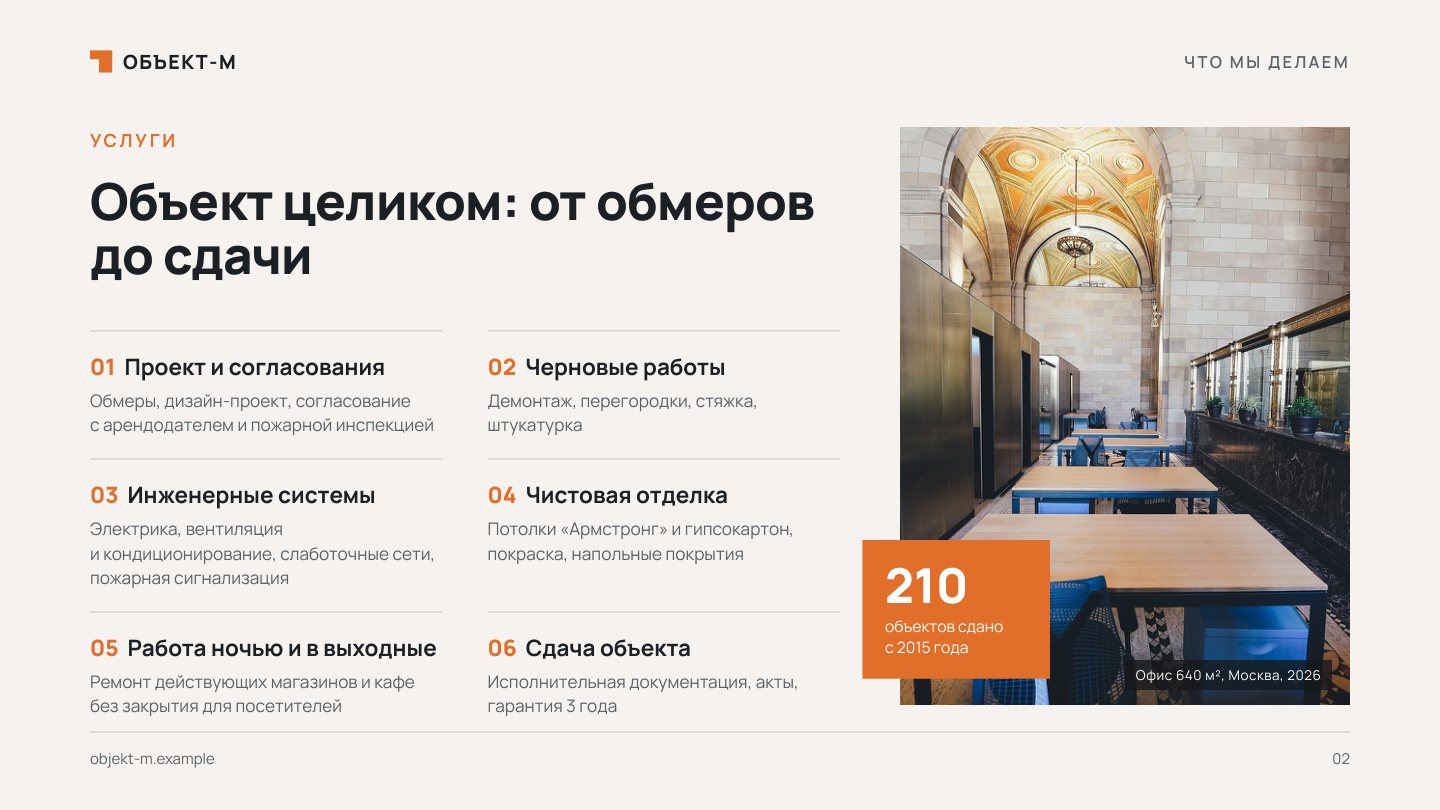 ОБЪЕКТ-М
ЧТО МЫ ДЕЛАЕМ
УСЛУГИ
Объект целиком: от обмеров
до сдачи
01 Проект и согласования
Обмеры, дизайн-проект, согласование
с арендодателем и пожарной инспекцией
02 Черновые работы
Демонтаж, перегородки, стяжка,
штукатурка
03 Инженерные системы
Электрика, вентиляция
и кондиционирование, слаботочные сети,
пожарная сигнализация
04 Чистовая отделка
Потолки «Армстронг» и гипсокартон,
покраска, напольные покрытия
05 Работа ночью и в выходные
Ремонт действующих магазинов и кафе
без закрытия для посетителей
06 Сдача объекта
Исполнительная документация, акты,
гарантия 3 года
210
объектов сдано
с 2015 года
Офис 640 м², Москва, 2026
objekt-m.example
02